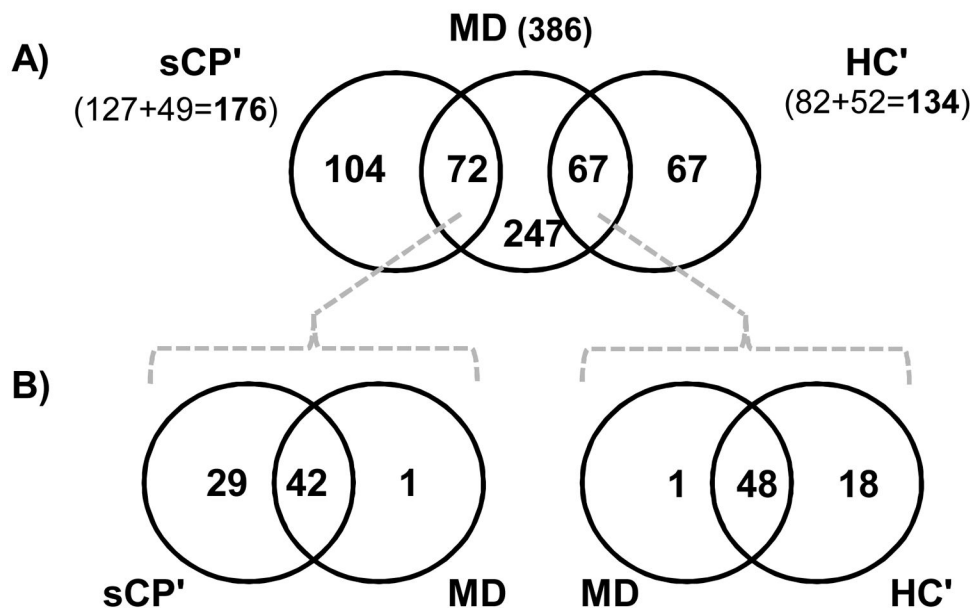 A)
sCP'
(127+49=176)
MD (386)
HC'
(82+52=134)
104
72
67
67
247
B)
29
42
1
sCP'
MD
1
48
18
MD
HC'